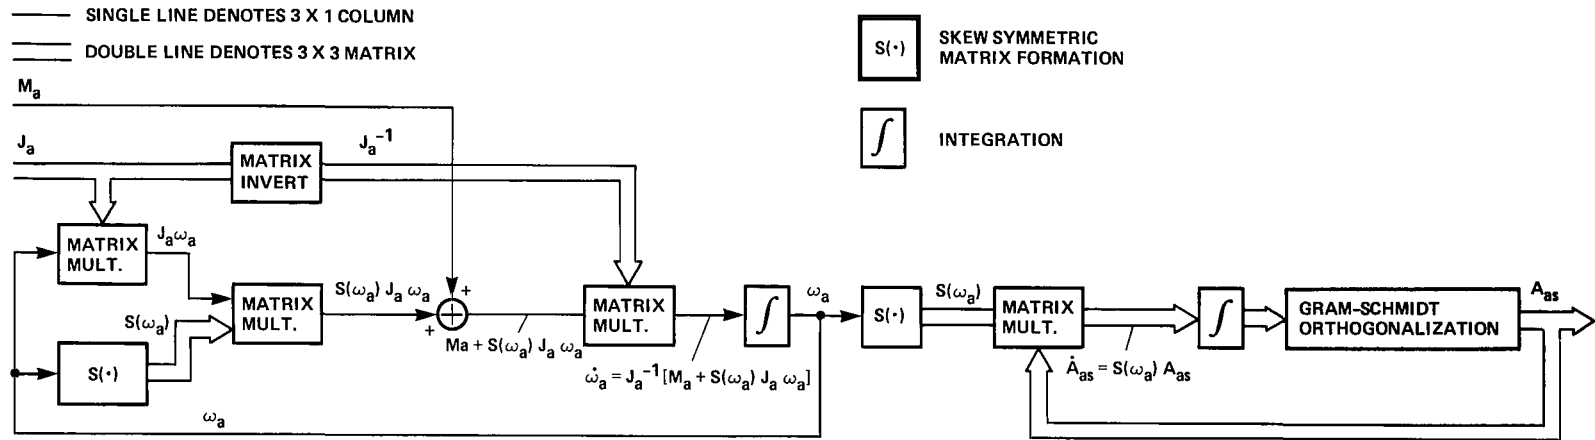 SINGLE LINE DENOTES 3 X 1 COLUMN
DOUBLE LINE DENOTES 3 X 3 MATRIX
S(·)
SKEW SYMMETRIC
MATRIX FORMATION
∫
INTEGRATION
Mₐ
Jₐ
MATRIX
INVERT
Jₐ⁻¹
MATRIX
MULT.
Jₐωₐ
S(ωₐ)
S(·)
MATRIX
MULT.
S(ωₐ) Jₐ ωₐ
+
+
Ma + S(ωₐ) Jₐ ωₐ
MATRIX
MULT.
ω̇ₐ = Jₐ⁻¹ [Mₐ + S(ωₐ) Jₐ ωₐ]
∫
ωₐ
ωₐ
S(·)
S(ωₐ)
MATRIX
MULT.
Ȧₐₛ = S(ωₐ) Aₐₛ
∫
GRAM–SCHMIDT
ORTHOGONALIZATION
Aₐₛ